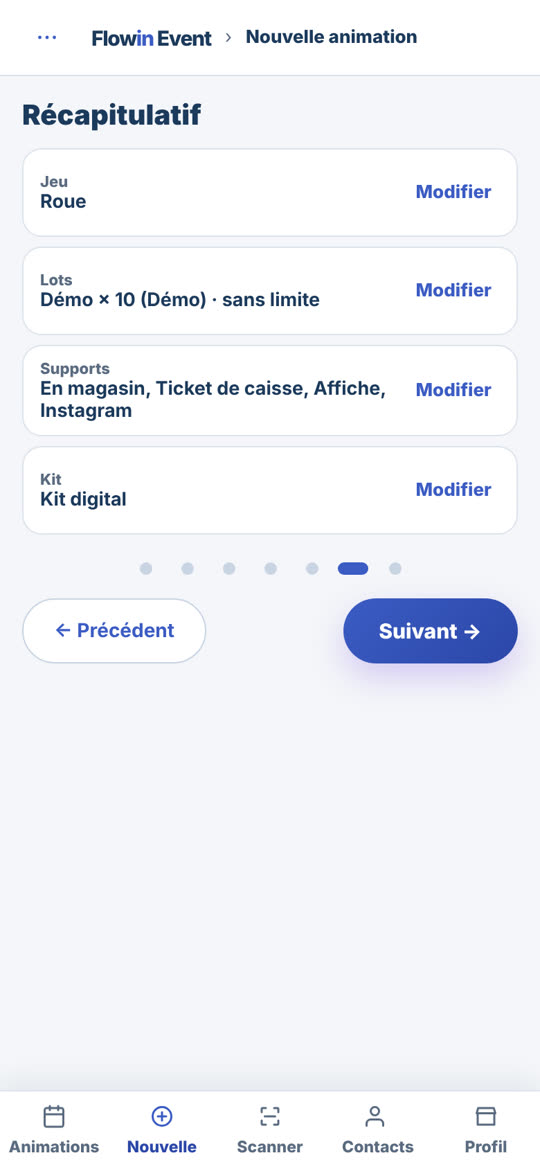 ... Flowin Event › Nouvelle animation
Récapitulatif
Jeu
Roue
Modifier
Lots
Démo × 10 (Démo) · sans limite
Modifier
Supports
En magasin, Ticket de caisse, Affiche,
Instagram
Modifier
Kit
Kit digital
Modifier
← Précédent
Suivant →
Animations
Nouvelle
Scanner
Contacts
Profil